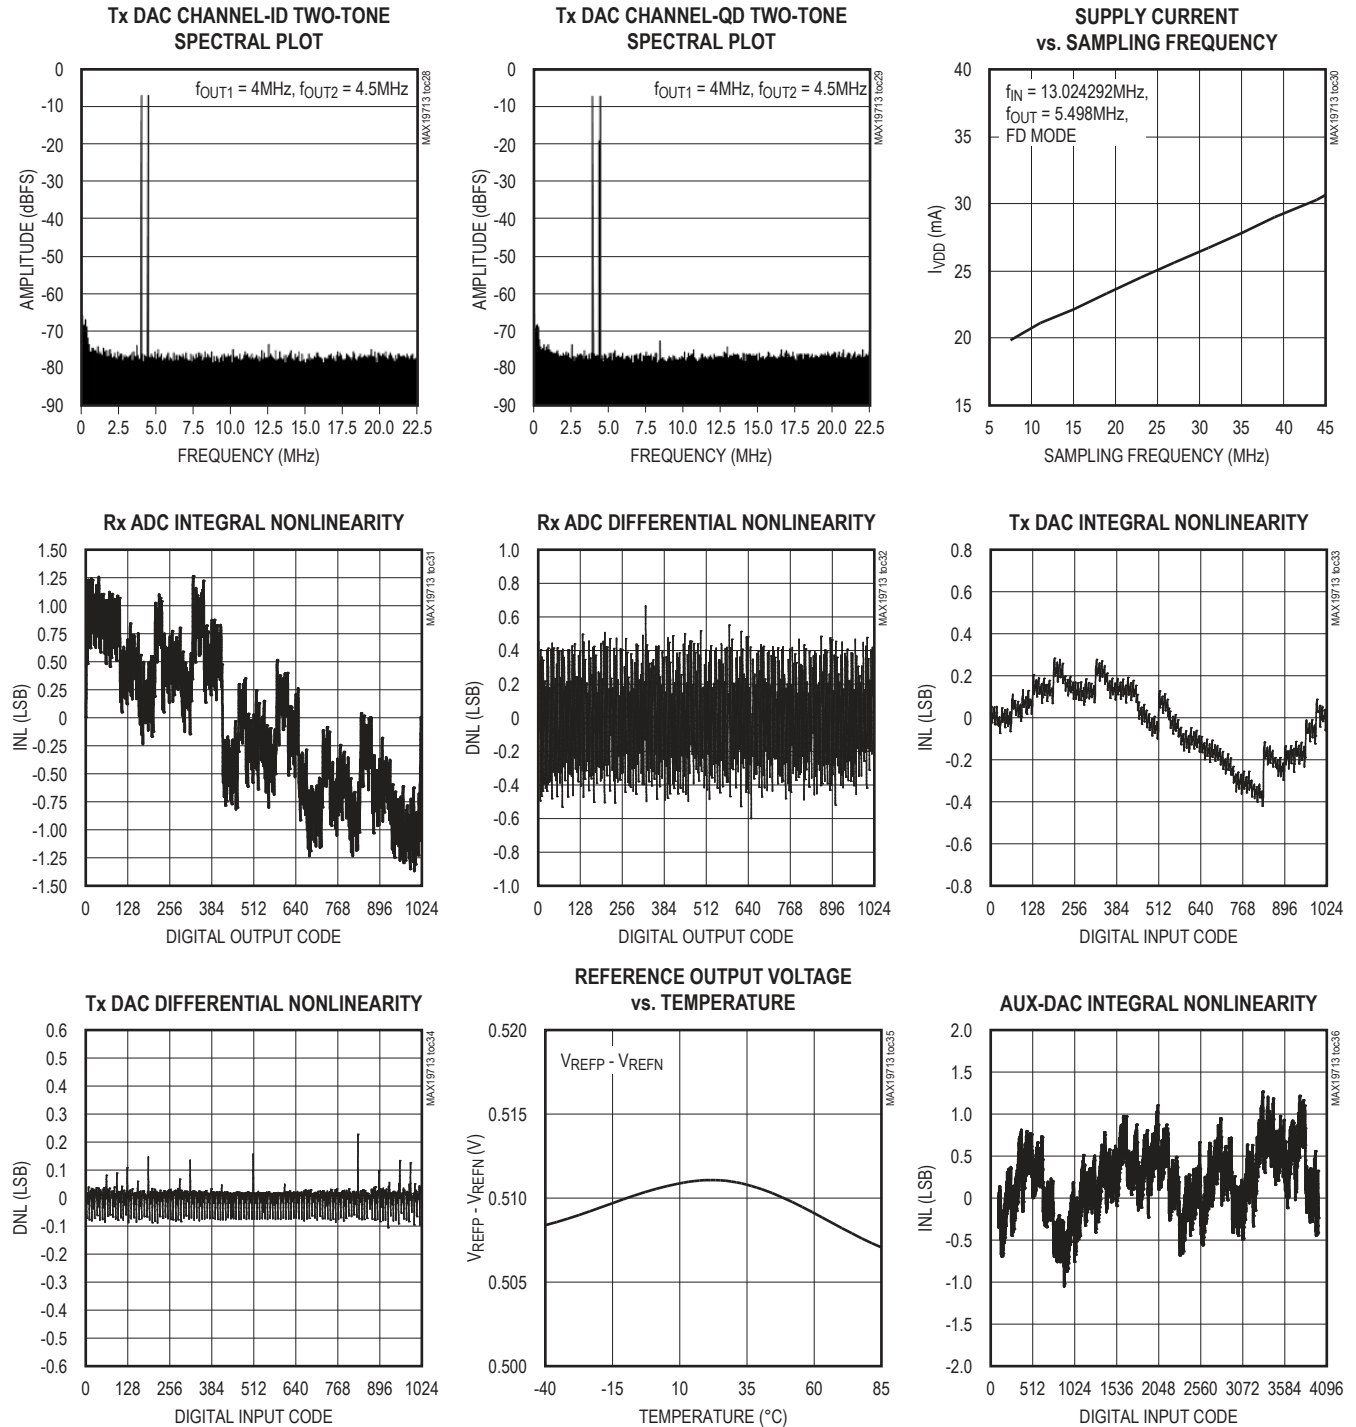 Tx DAC CHANNEL-ID TWO-TONE
SPECTRAL PLOT
MAX19713 toc28
fOUT1 = 4MHz, fOUT2 = 4.5MHz
AMPLITUDE (dBFS)
0
-10
-20
-30
-40
-50
-60
-70
-80
-90
0 2.5 5.0 7.5 10.0 12.5 15.0 17.5 20.0 22.5
FREQUENCY (MHz)
Tx DAC CHANNEL-QD TWO-TONE
SPECTRAL PLOT
MAX19713 toc29
fOUT1 = 4MHz, fOUT2 = 4.5MHz
AMPLITUDE (dBFS)
0
-10
-20
-30
-40
-50
-60
-70
-80
-90
0 2.5 5.0 7.5 10.0 12.5 15.0 17.5 20.0 22.5
FREQUENCY (MHz)
SUPPLY CURRENT
vs. SAMPLING FREQUENCY
MAX19713 toc30
fIN = 13.024292MHz,
fOUT = 5.498MHz,
FD MODE
IVDD (mA)
40
35
30
25
20
15
5 10 15 20 25 30 35 40 45
SAMPLING FREQUENCY (MHz)
Rx ADC INTEGRAL NONLINEARITY
MAX19713 toc31
INL (LSB)
1.50
1.25
1.00
0.75
0.50
0.25
0
-0.25
-0.50
-0.75
-1.00
-1.25
-1.50
0 128 256 384 512 640 768 896 1024
DIGITAL OUTPUT CODE
Rx ADC DIFFERENTIAL NONLINEARITY
MAX19713 toc32
DNL (LSB)
1.0
0.8
0.6
0.4
0.2
0
-0.2
-0.4
-0.6
-0.8
-1.0
0 128 256 384 512 640 768 896 1024
DIGITAL OUTPUT CODE
Tx DAC INTEGRAL NONLINEARITY
MAX19713 toc33
INL (LSB)
0.8
0.6
0.4
0.2
0
-0.2
-0.4
-0.6
-0.8
0 128 256 384 512 640 768 896 1024
DIGITAL INPUT CODE
Tx DAC DIFFERENTIAL NONLINEARITY
MAX19713 toc34
DNL (LSB)
0.6
0.5
0.4
0.3
0.2
0.1
0
-0.1
-0.2
-0.3
-0.4
-0.5
-0.6
0 128 256 384 512 640 768 896 1024
DIGITAL INPUT CODE
REFERENCE OUTPUT VOLTAGE
vs. TEMPERATURE
MAX19713 toc35
VREFP - VREFN
VREFP - VREFN (V)
0.520
0.515
0.510
0.505
0.500
-40 -15 10 35 60 85
TEMPERATURE (°C)
AUX-DAC INTEGRAL NONLINEARITY
MAX19713 toc36
INL (LSB)
2.0
1.5
1.0
0.5
0
-0.5
-1.0
-1.5
-2.0
0 512 1024 1536 2048 2560 3072 3584 4096
DIGITAL INPUT CODE